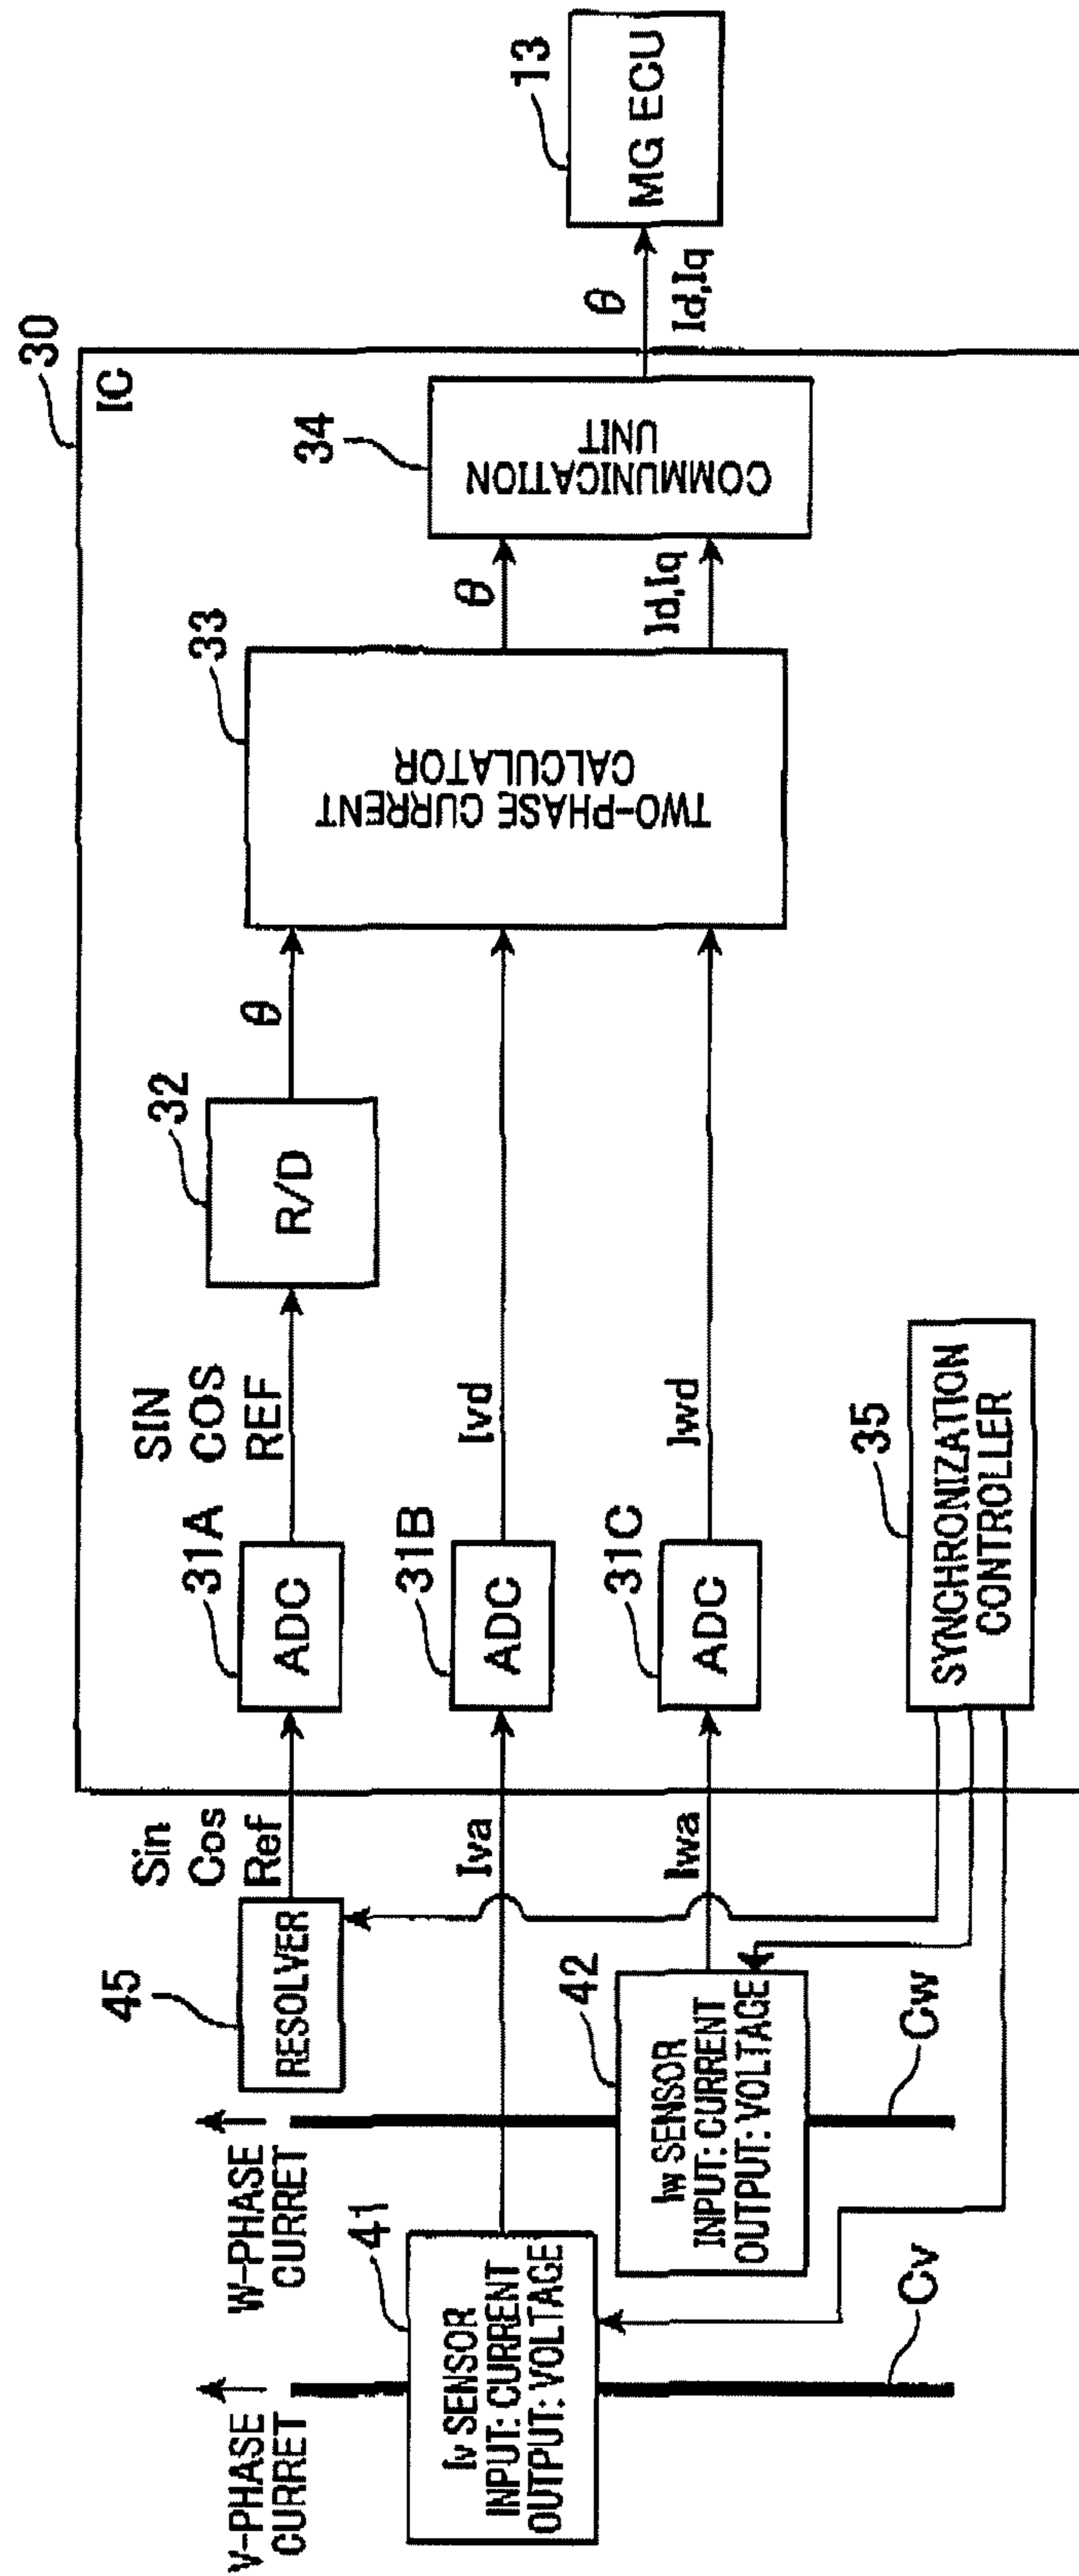 30
IC
13
MG ECU
θ
Id,Iq
34
COMMUNICATION
UNIT
θ
Id,Iq
33
TWO-PHASE CURRENT
CALCULATOR
θ
32
R/D
SIN
COS
REF
Ivd
Iwd
31A
ADC
31B
ADC
31C
ADC
35
SYNCHRONIZATION
CONTROLLER
Sin
Cos
Ref
Iva
Iwa
45
RESOLVER
42
Iw SENSOR
INPUT: CURRENT
OUTPUT: VOLTAGE
Cw
W-PHASE
CURRET
41
Iv SENSOR
INPUT: CURRENT
OUTPUT: VOLTAGE
Cv
V-PHASE
CURRET